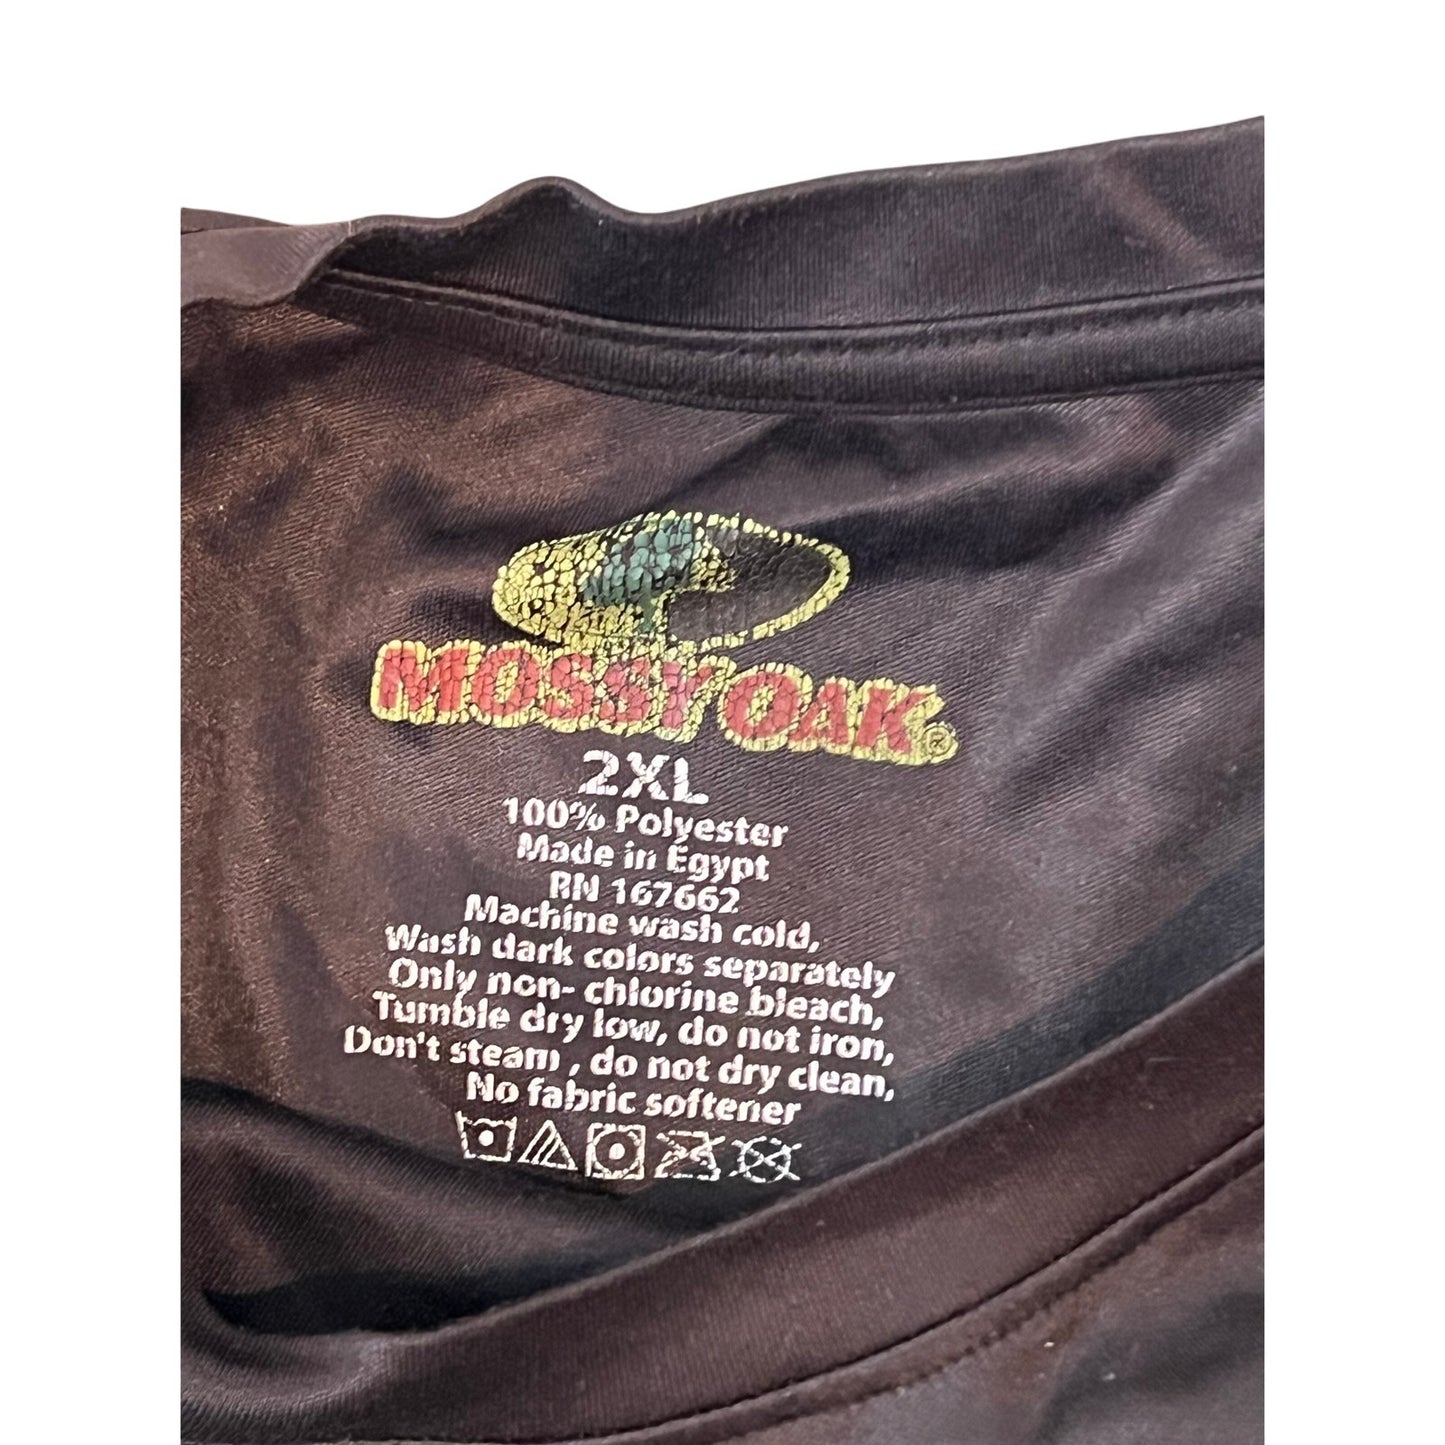 MOSSY OAK®
2XL
100% Polyester
Made in Egypt
RN 167662
Machine wash cold,
Wash dark colors separately
Only non- chlorine bleach,
Tumble dry low, do not iron,
Don't steam , do not dry clean,
No fabric softener